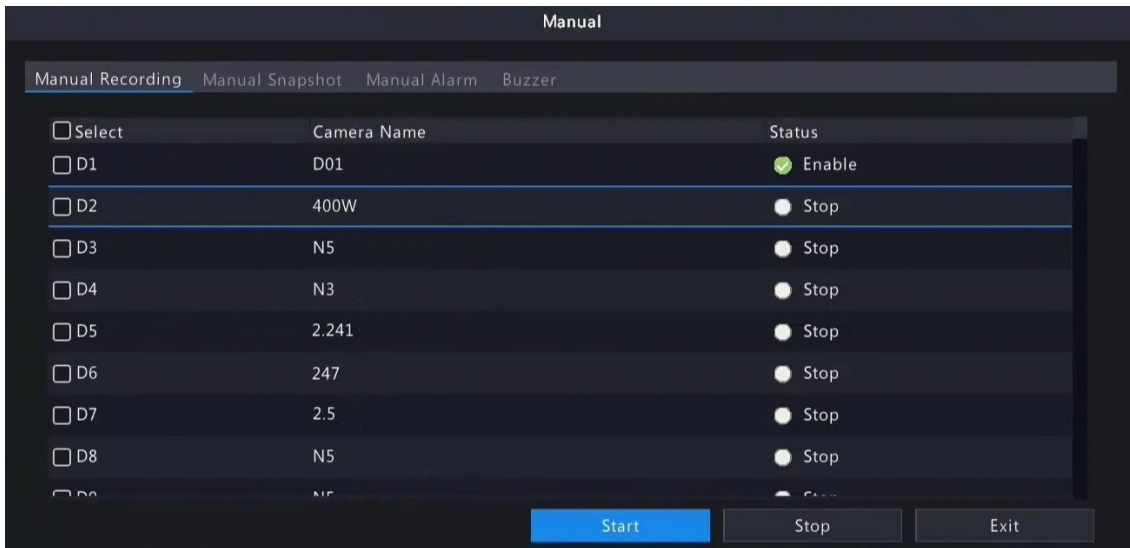 Manual
Manual Recording Manual Snapshot Manual Alarm Buzzer
Select Camera Name Status
D1 D01 Enable
D2 400W Stop
D3 N5 Stop
D4 N3 Stop
D5 2.241 Stop
D6 247 Stop
D7 2.5 Stop
D8 N5 Stop
Start Stop Exit